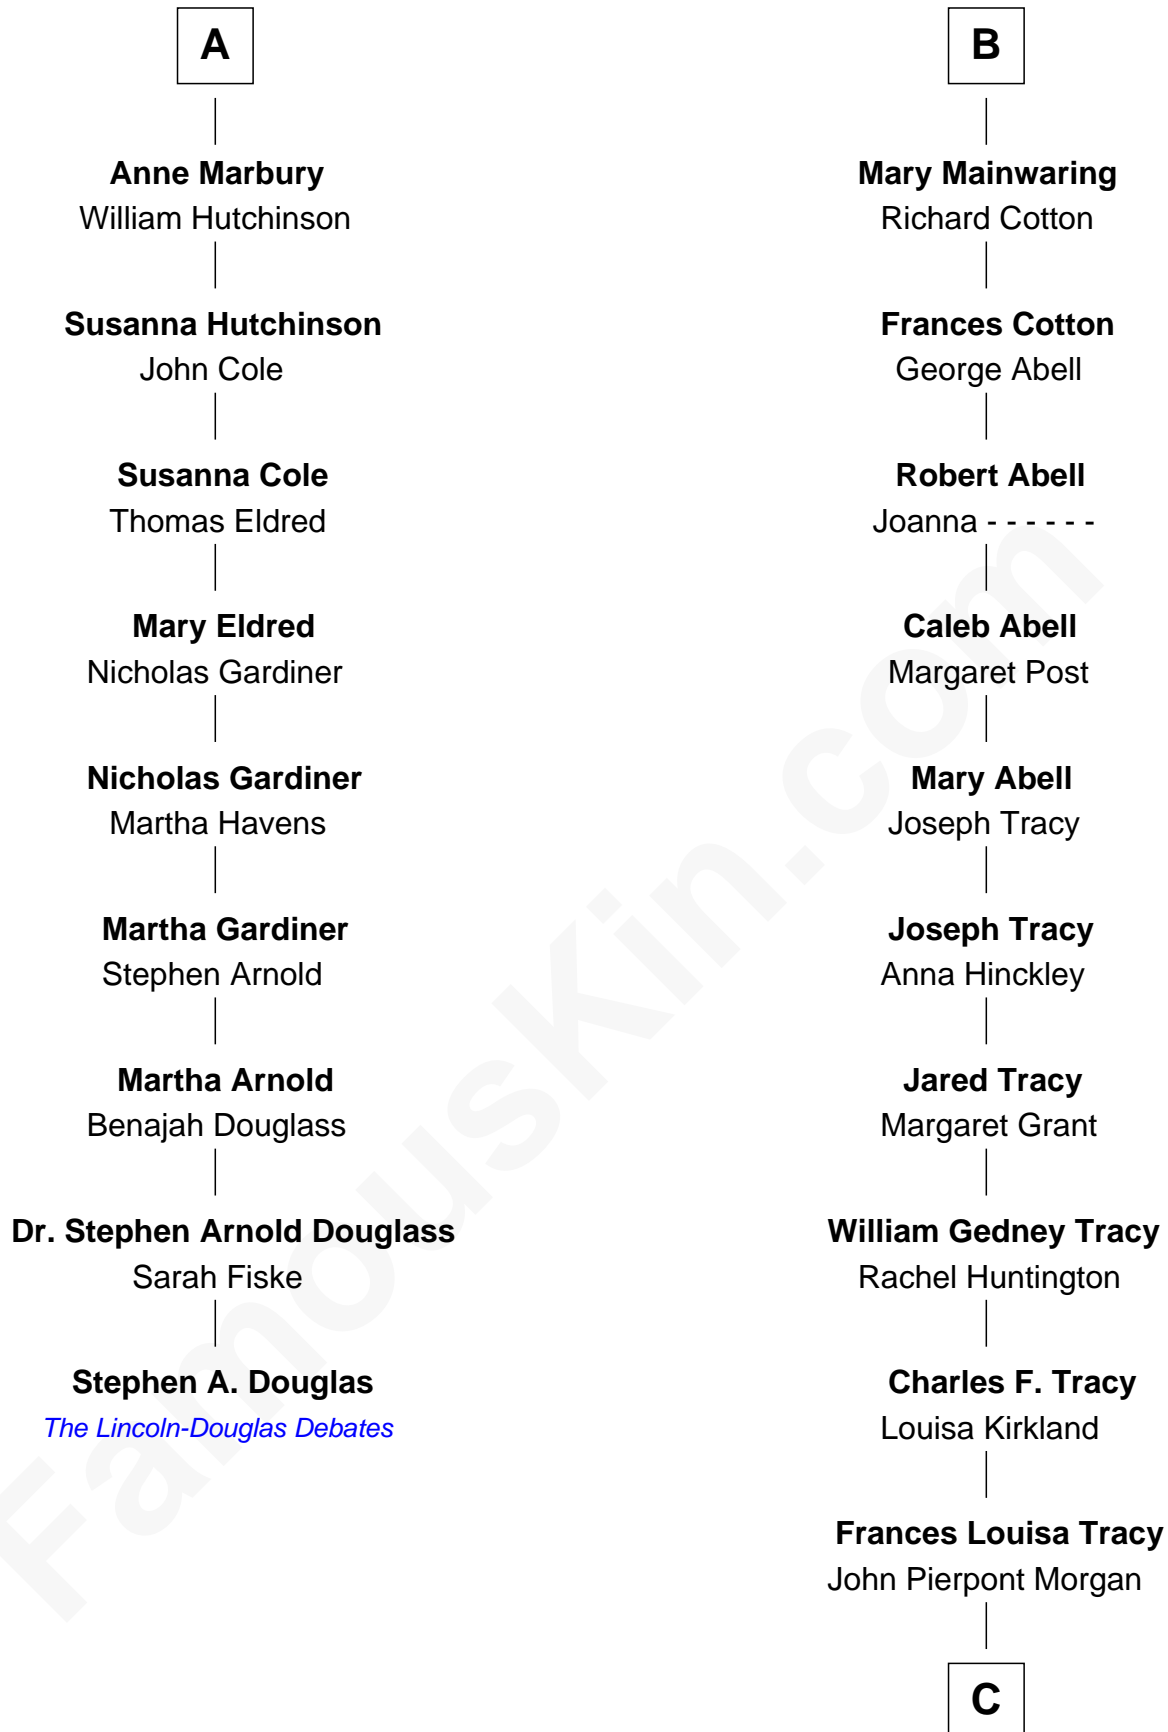 A
Anne Marbury
William Hutchinson
Susanna Hutchinson
John Cole
Susanna Cole
Thomas Eldred
Mary Eldred
Nicholas Gardiner
Nicholas Gardiner
Martha Havens
Martha Gardiner
Stephen Arnold
Martha Arnold
Benajah Douglass
Dr. Stephen Arnold Douglass
Sarah Fiske
Stephen A. Douglas
The Lincoln-Douglas Debates
B
Mary Mainwaring
Richard Cotton
Frances Cotton
George Abell
Robert Abell
Joanna - - - - - -
Caleb Abell
Margaret Post
Mary Abell
Joseph Tracy
Joseph Tracy
Anna Hinckley
Jared Tracy
Margaret Grant
William Gedney Tracy
Rachel Huntington
Charles F. Tracy
Louisa Kirkland
Frances Louisa Tracy
John Pierpont Morgan
C
FamousKin.com